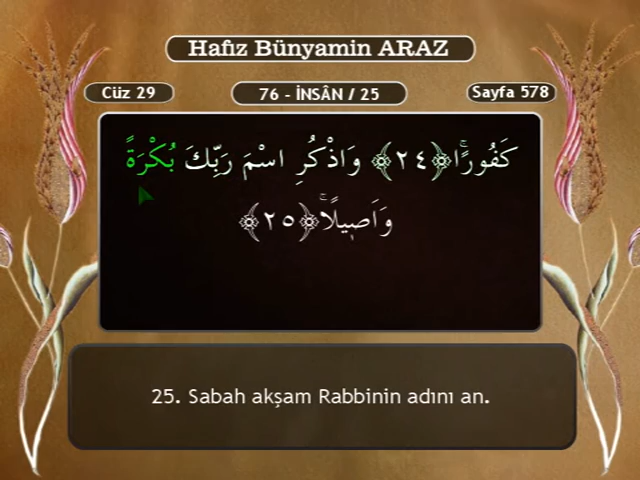 Hafız Bünyamin ARAZ
Cüz 29
76 - İNSÂN / 25
Sayfa 578
كَفُورًاۚ ﴿٢٤﴾ وَاذْكُرِ اسْمَ رَبِّكَ بُكْرَةً
وَاَص۪يلًاۚ ﴿٢٥﴾
25. Sabah akşam Rabbinin adını an.